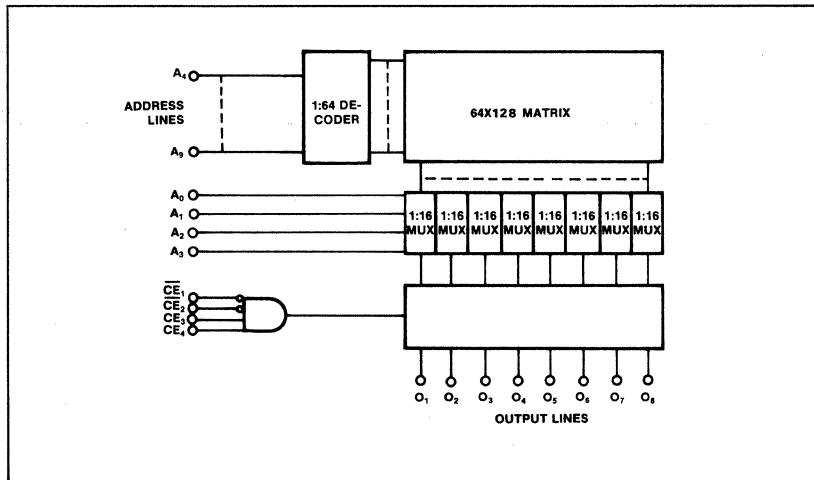 A4
ADDRESS
LINES
A9
1:64 DE-
CODER
64X128 MATRIX
A0
A1
A2
A3
1:16 1:16 1:16 1:16 1:16 1:16 1:16 1:16
MUX MUX MUX MUX MUX MUX MUX MUX
C̅E̅1
C̅E̅2
CE3
CE4
O1 O2 O3 O4 O5 O6 O7 O8
OUTPUT LINES